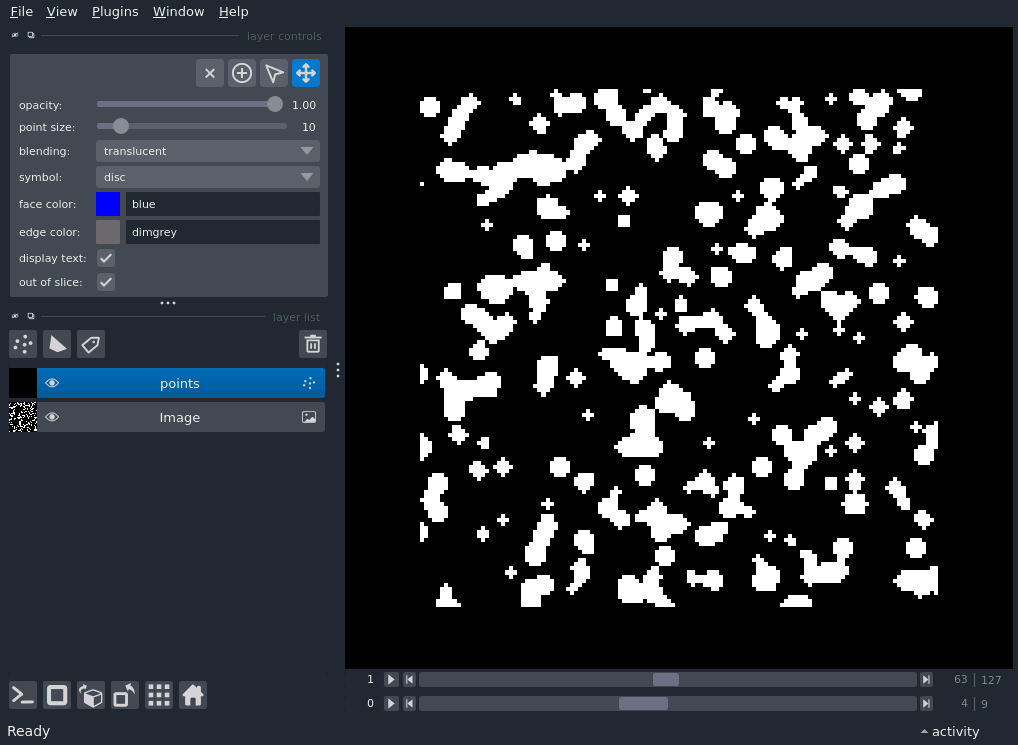 File View Plugins Window Help
layer controls
opacity: 1.00
point size: 10
blending: translucent
symbol: disc
face color: blue
edge color: dimgrey
display text:
out of slice:
layer list
points
Image
1 63 127
0 4 9
Ready activity